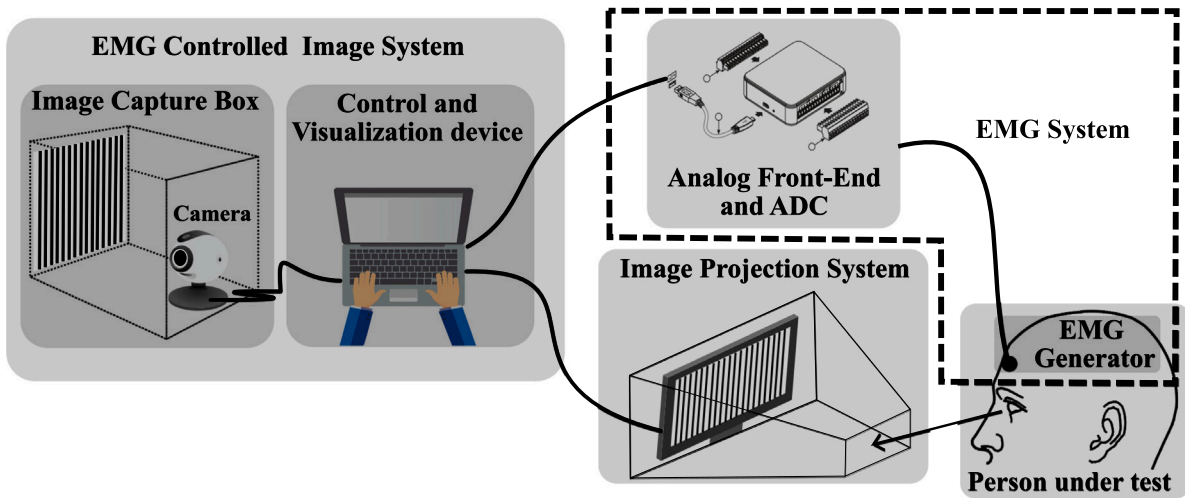 EMG Controlled Image System
Image Capture Box
Camera
Control and
Visualization device
Analog Front-End
and ADC
EMG System
Image Projection System
EMG
Generator
Person under test